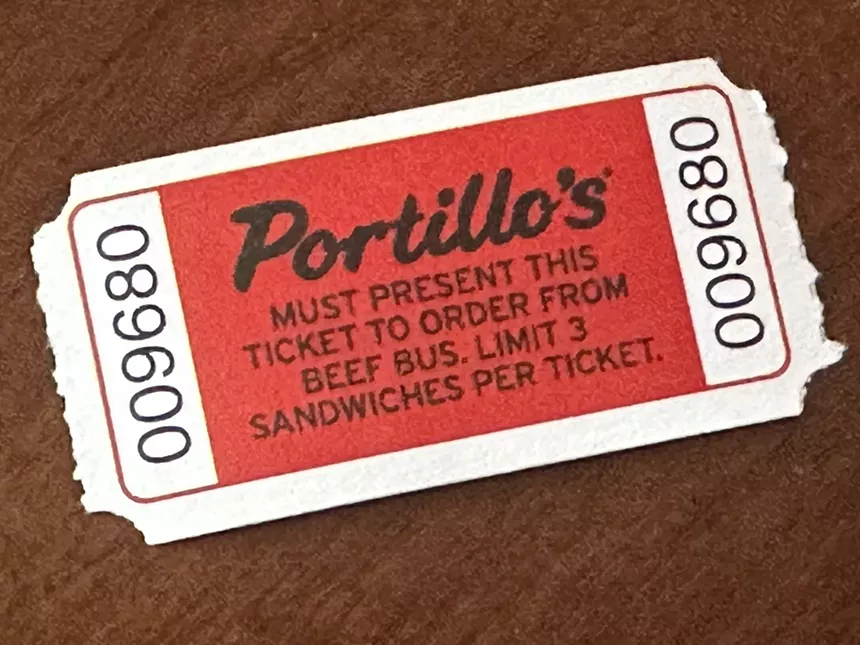 009680
Portillo's
MUST PRESENT THIS
TICKET TO ORDER FROM
BEEF BUS. LIMIT 3
SANDWICHES PER TICKET.
009680